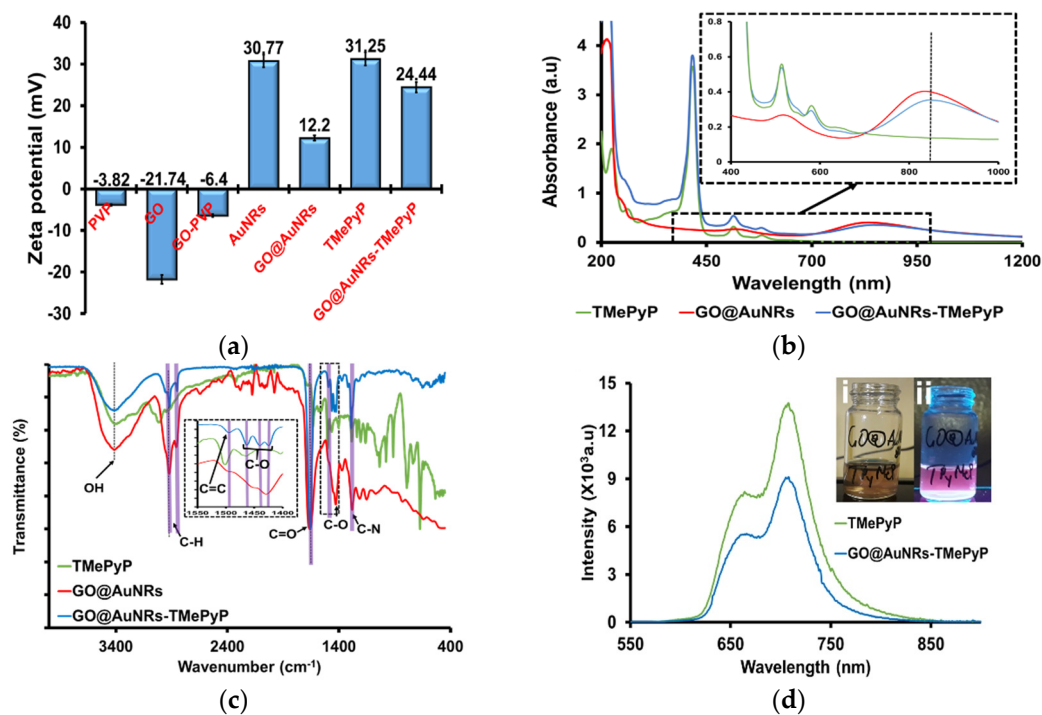 Zeta potential (mV)
40
30
20
10
0
-10
-20
-30
-3.82
-21.74
-6.4
30.77
12.2
31.25
24.44
PVP
GO
GO-PVP
AuNRs
GO@AuNRs
TMePyP
GO@AuNRs-TMePyP
(a)
Absorbance (a.u)
4
3
2
1
0
200
450
700
950
1200
0.8
0.6
0.4
0.2
0
400
600
800
1000
Wavelength (nm)
TMePyP
GO@AuNRs
GO@AuNRs-TMePyP
(b)
Transmittance (%)
OH
C-H
C=O
C-O
C-N
C=C
C-O
1550
1500
1450
1400
TMePyP
GO@AuNRs
GO@AuNRs-TMePyP
3400
2400
1400
400
Wavenumber (cm-1)
(c)
Intensity (X10³a.u)
15
12
9
6
3
0
i
ii
TMePyP
GO@AuNRs-TMePyP
550
650
750
850
Wavelength (nm)
(d)